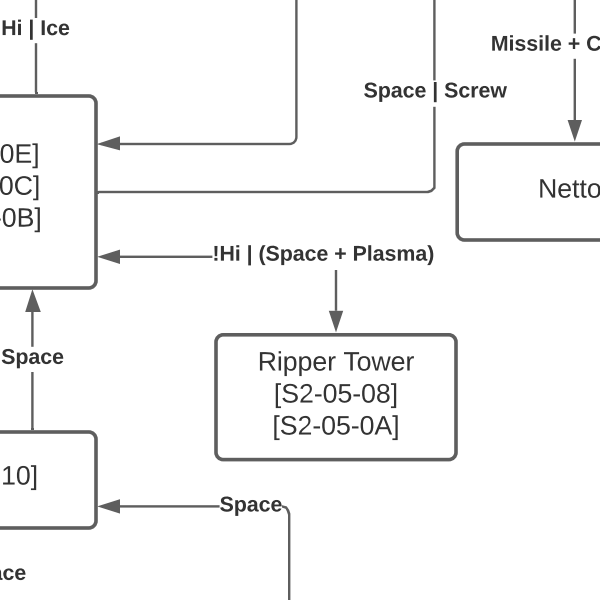 Hi | Ice
Missile + C
Space | Screw
0E]
0C]
-0B]
Netto
!Hi | (Space + Plasma)
Space
Ripper Tower
[S2-05-08]
[S2-05-0A]
10]
Space
ace